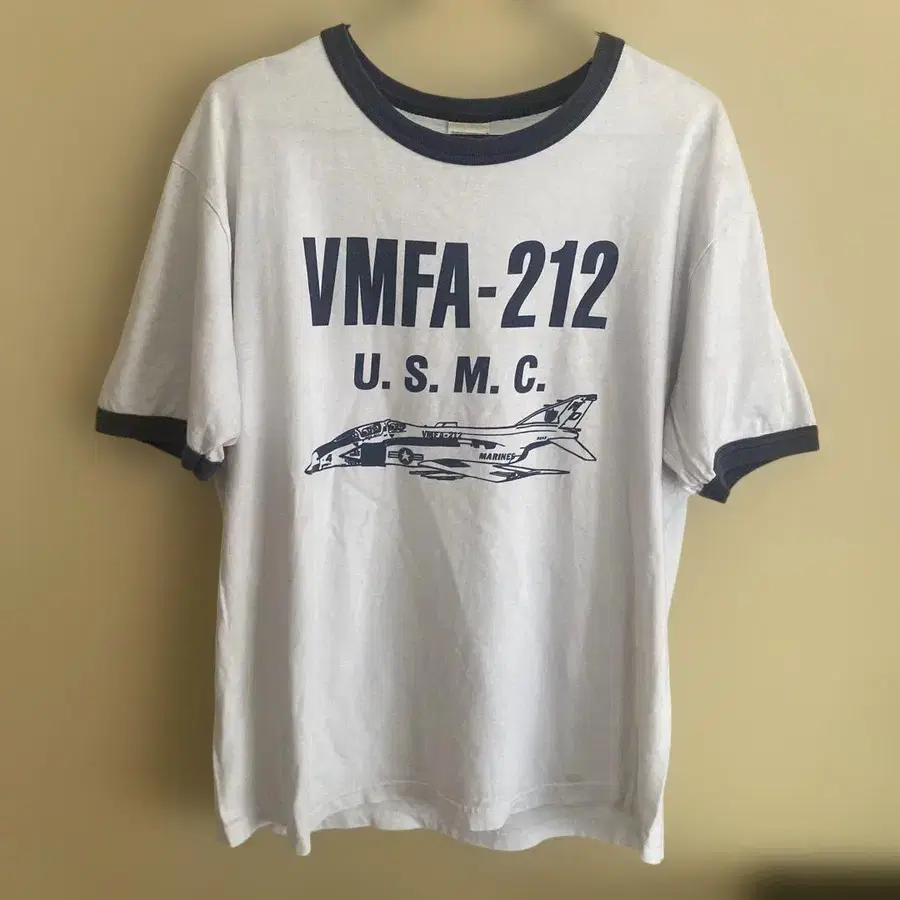 VMFA-212
U. S. M. C.
VMFA-212
MARINES